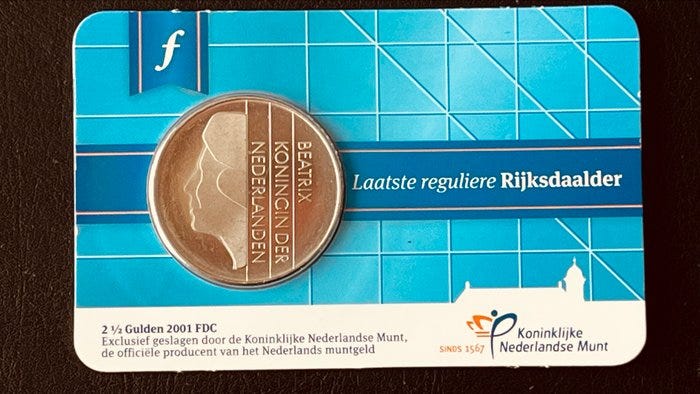 f
BEATRIX
KONINGIN DER
NEDERLANDEN
Laatste reguliere Rijksdaalder
2 ½ Gulden 2001 FDC
Exclusief geslagen door de Koninklijke Nederlandse Munt,
de officiële producent van het Nederlands muntgeld
SINDS 1567
Koninklijke
Nederlandse Munt